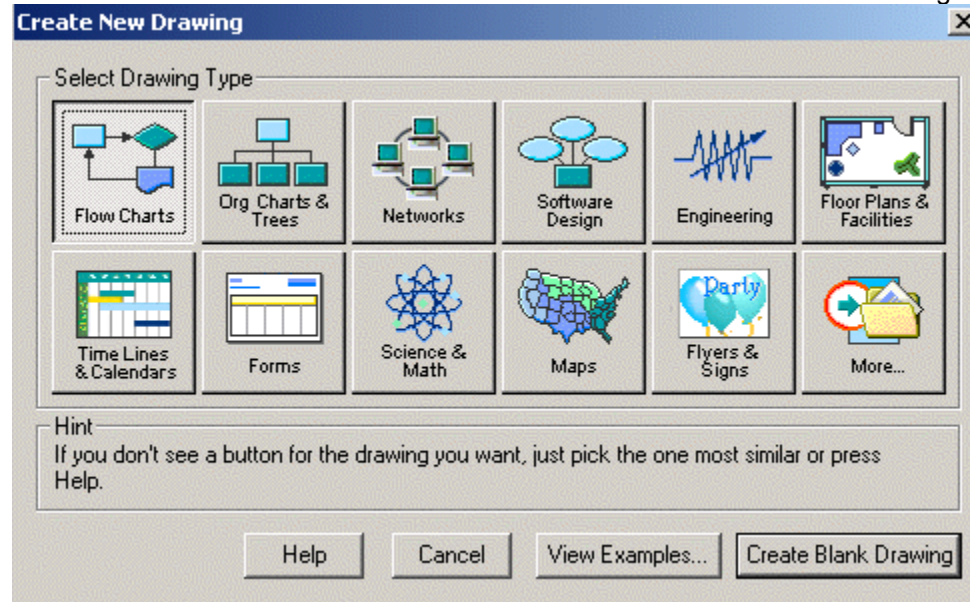 Create New Drawing
Select Drawing Type
Flow Charts
Org Charts &
Trees
Networks
Software
Design
Engineering
Floor Plans &
Facilities
Time Lines
& Calendars
Forms
Science &
Math
Maps
Party
Flyers &
Signs
More...
Hint
If you don't see a button for the drawing you want, just pick the one most similar or press
Help.
Help
Cancel
View Examples...
Create Blank Drawing